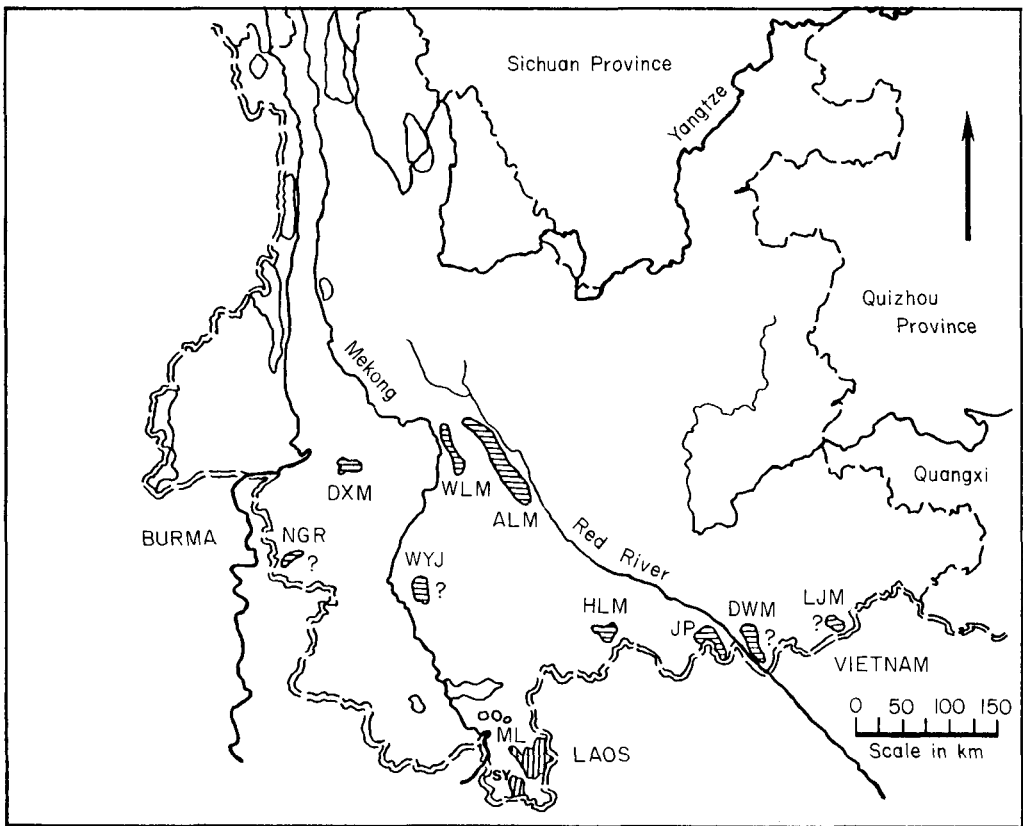 Sichuan Province
Yangtze
Quizhou
Province
Mekong
Quangxi
DXM
WLM
ALM
BURMA
NGR
?
WYJ
?
Red River
HLM
JP
DWM
?
LJM
?
VIETNAM
0 50 100 150
Scale in km
ML
LAOS
SY